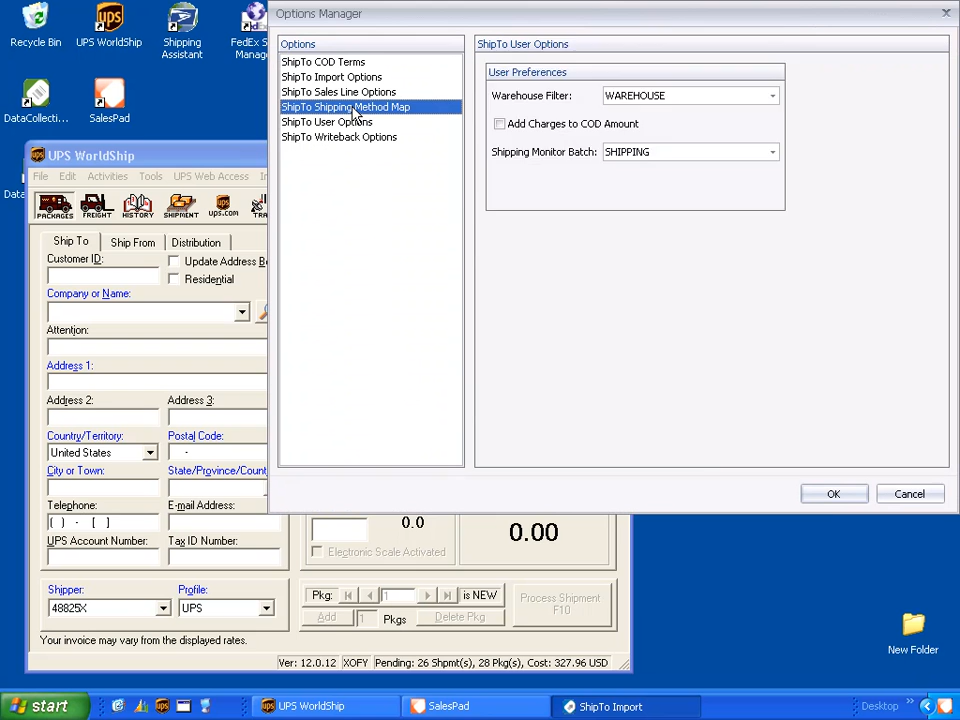 Options Manager
Recycle Bin
UPS WorldShip
Shipping
Assistant
FedEx S
Manage
DataCollecti...
SalesPad
Options
ShipTo COD Terms
ShipTo Import Options
ShipTo Sales Line Options
ShipTo Shipping Method Map
ShipTo User Options
ShipTo Writeback Options
ShipTo User Options
User Preferences
Warehouse Filter:
WAREHOUSE
Add Charges to COD Amount
Shipping Monitor Batch:
SHIPPING
OK
Cancel
UPS WorldShip
File Edit Activities Tools UPS Web Access
PACKAGES FREIGHT HISTORY SHIPMENT ups.com TRA
Ship To Ship From Distribution
Customer ID:
Update Address Bo
Residential
Company or Name:
Attention:
Address 1:
Address 2:
Address 3:
Country/Territory:
Postal Code:
United States
-
City or Town:
State/Province/Count
Telephone:
E-mail Address:
( ) - [ ]
UPS Account Number:
Tax ID Number:
0.0
0.00
Electronic Scale Activated
Shipper:
Profile:
48825X
UPS
Pkg: 1 is NEW
Add 1 Pkgs Delete Pkg
Process Shipment
F10
Your invoice may vary from the displayed rates.
Ver: 12.0.12 XOFY Pending: 26 Shpmt(s), 28 Pkg(s), Cost: 327.96 USD
New Folder
start
UPS WorldShip
SalesPad
ShipTo Import
Desktop